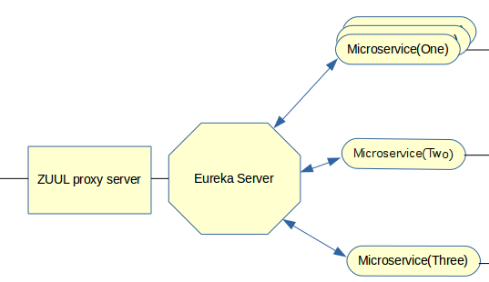 Microservice(One)
Microservice(Two)
ZUUL proxy server
Eureka Server
Microservice(Three)